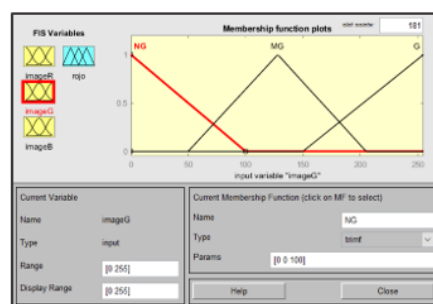 FIS Variables
Membership function plots
181
imageR
rojo
imageG
imageB
NG
MG
G
1
0.5
0
0
50
100
150
200
250
input variable "imageG"
Current Variable
Name
imageG
Type
input
Range
[0 255]
Display Range
[0 255]
Current Membership Function (click on MF to select)
Name
NG
Type
trimf
Params
[0 0 100]
Help
Close